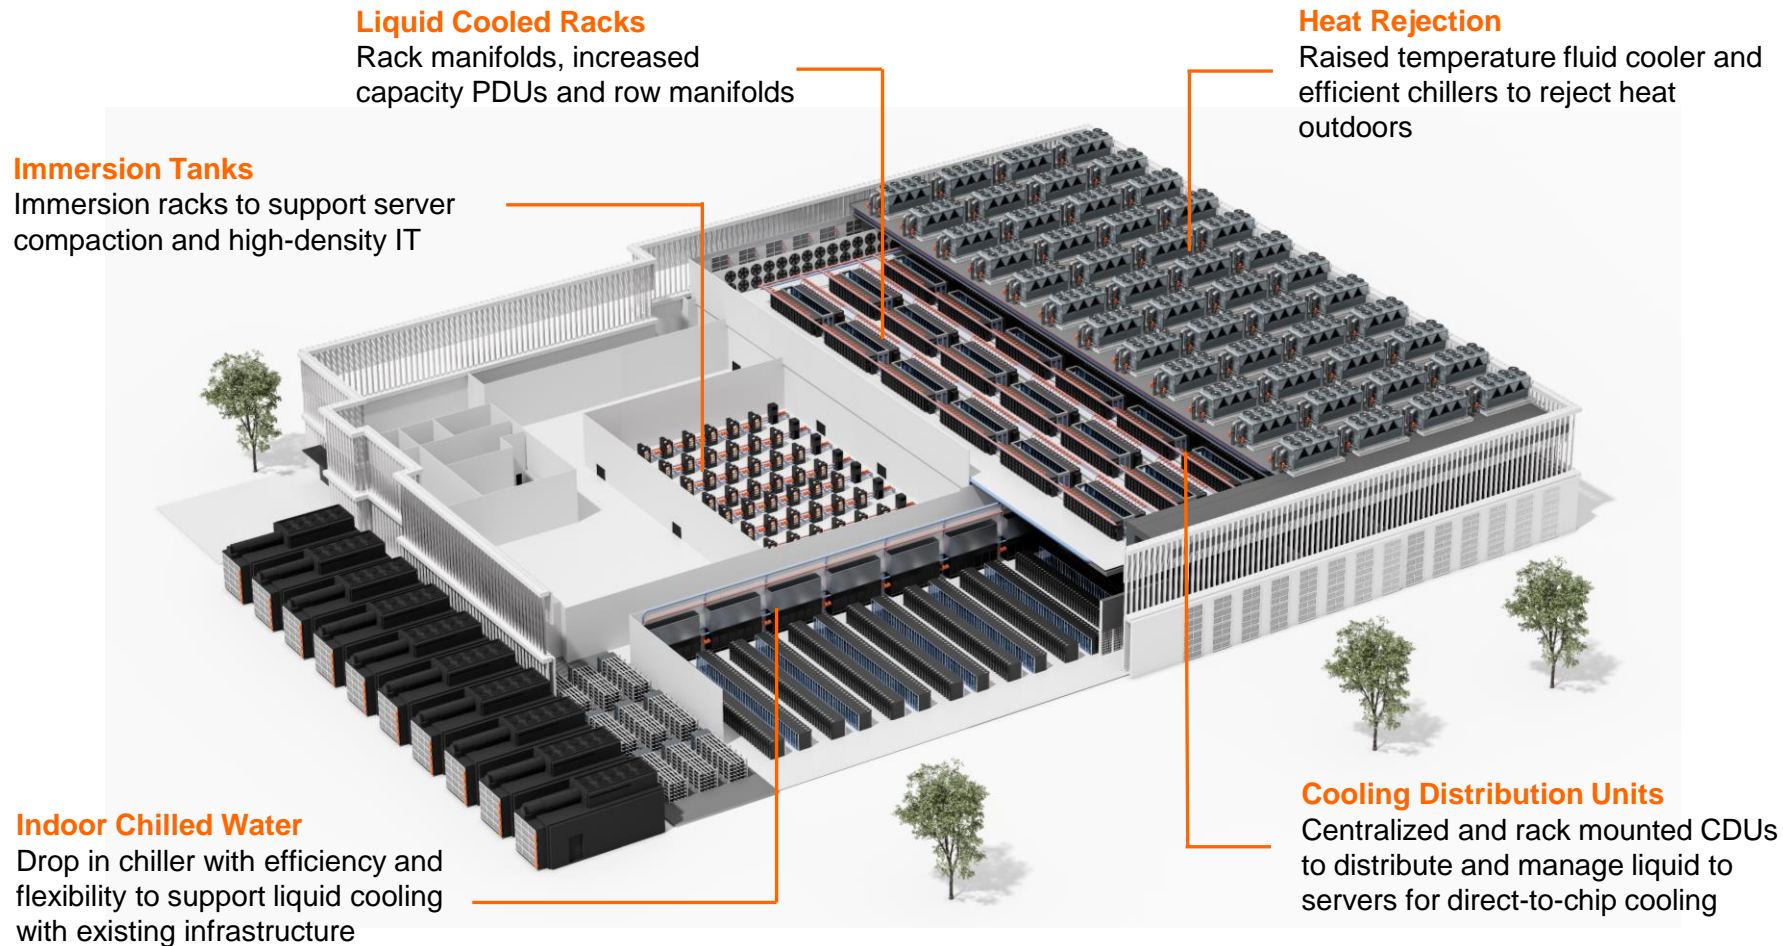 Liquid Cooled Racks
Rack manifolds, increased
capacity PDUs and row manifolds
Heat Rejection
Raised temperature fluid cooler and
efficient chillers to reject heat
outdoors
Immersion Tanks
Immersion racks to support server
compaction and high-density IT
Indoor Chilled Water
Drop in chiller with efficiency and
flexibility to support liquid cooling
with existing infrastructure
Cooling Distribution Units
Centralized and rack mounted CDUs
to distribute and manage liquid to
servers for direct-to-chip cooling